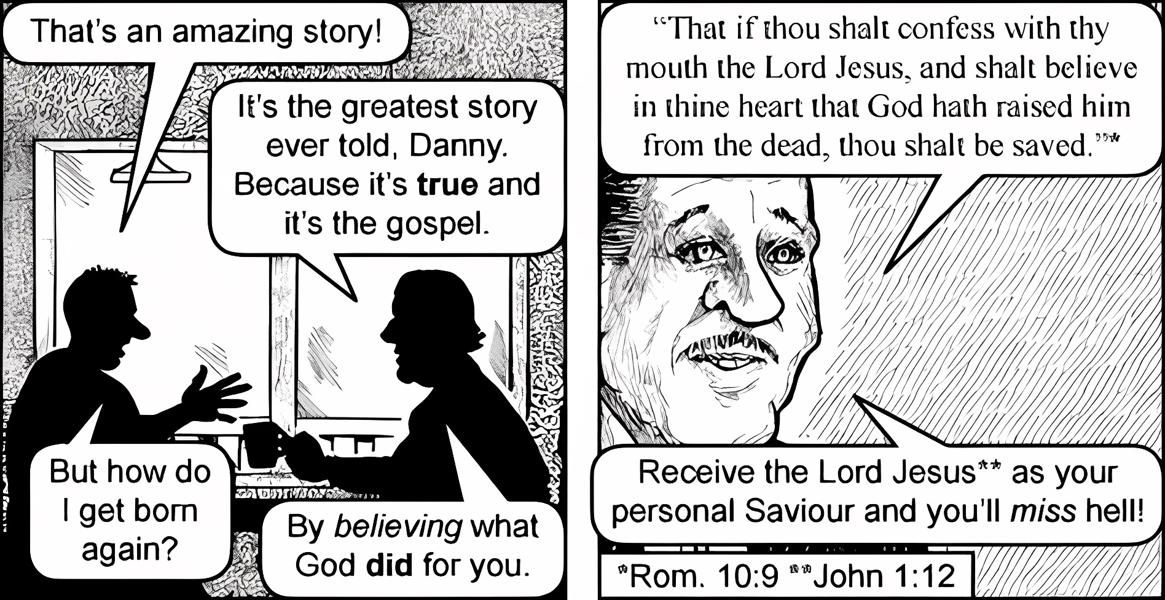 That's an amazing story!
It's the greatest story
ever told, Danny.
Because it's true and
it's the gospel.
But how do
I get born
again?
By believing what
God did for you.
"That if thou shalt confess with thy
mouth the Lord Jesus, and shalt believe
in thine heart that God hath raised him
from the dead, thou shalt be saved."*
Receive the Lord Jesus** as your
personal Saviour and you'll miss hell!
*Rom. 10:9 **John 1:12